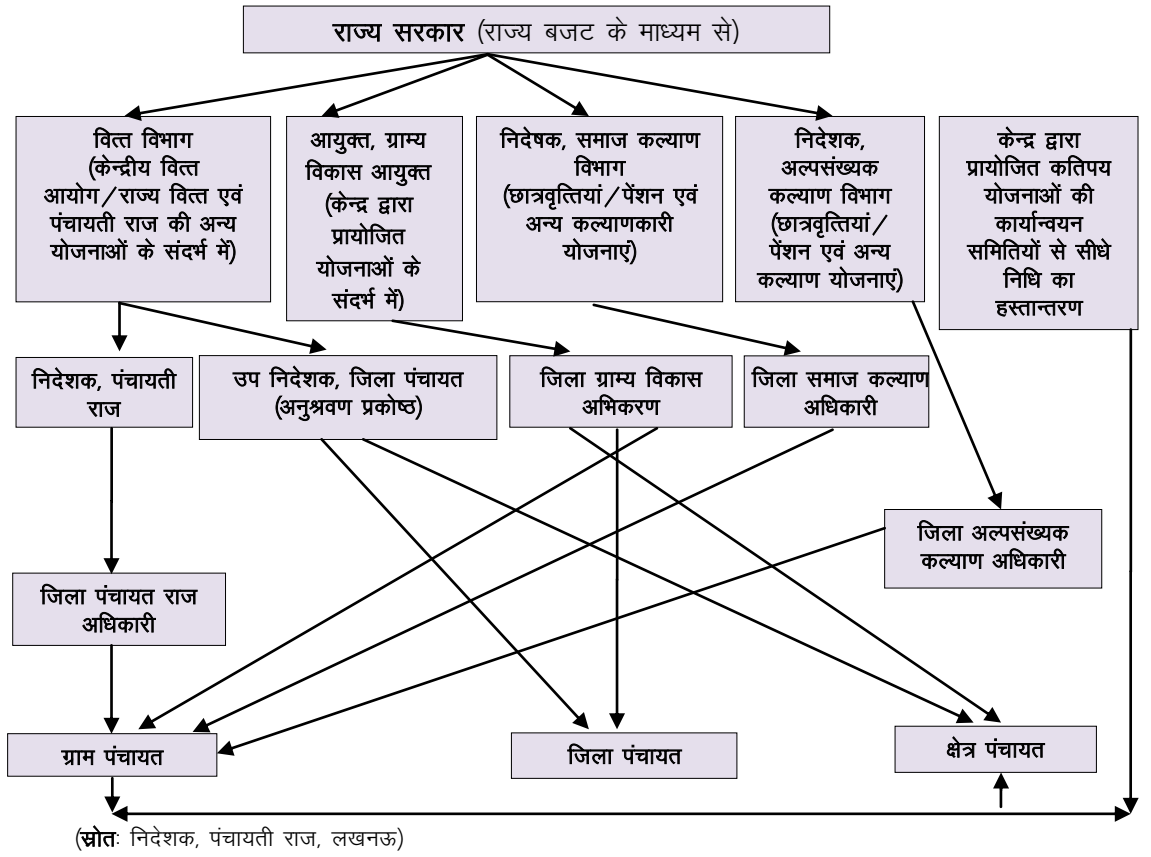 राज्य सरकार (राज्य बजट के माध्यम से)
वित्त विभाग
(केन्द्रीय वित्त
आयोग/राज्य वित्त एवं
पंचायती राज की अन्य
योजनाओं के संदर्भ में)
आयुक्त, ग्राम्य
विकास आयुक्त
(केन्द्र द्वारा
प्रायोजित
योजनाओं के
संदर्भ में)
निदेषक, समाज कल्याण
विभाग
(छात्रवृत्तियां/पेंशन एवं
अन्य कल्याणकारी
योजनाएं)
निदेशक,
अल्पसंख्यक
कल्याण विभाग
(छात्रवृत्तियां/
पेंशन एवं अन्य
कल्याण योजनाएं)
केन्द्र द्वारा
प्रायोजित कतिपय
योजनाओं की
कार्यान्वयन
समितियों से सीधे
निधि का
हस्तान्तरण
निदेशक, पंचायती
राज
उप निदेशक, जिला पंचायत
(अनुश्रवण प्रकोष्ठ)
जिला ग्राम्य विकास
अभिकरण
जिला समाज कल्याण
अधिकारी
जिला अल्पसंख्यक
कल्याण अधिकारी
जिला पंचायत राज
अधिकारी
ग्राम पंचायत
जिला पंचायत
क्षेत्र पंचायत
(स्रोतः निदेशक, पंचायती राज, लखनऊ)